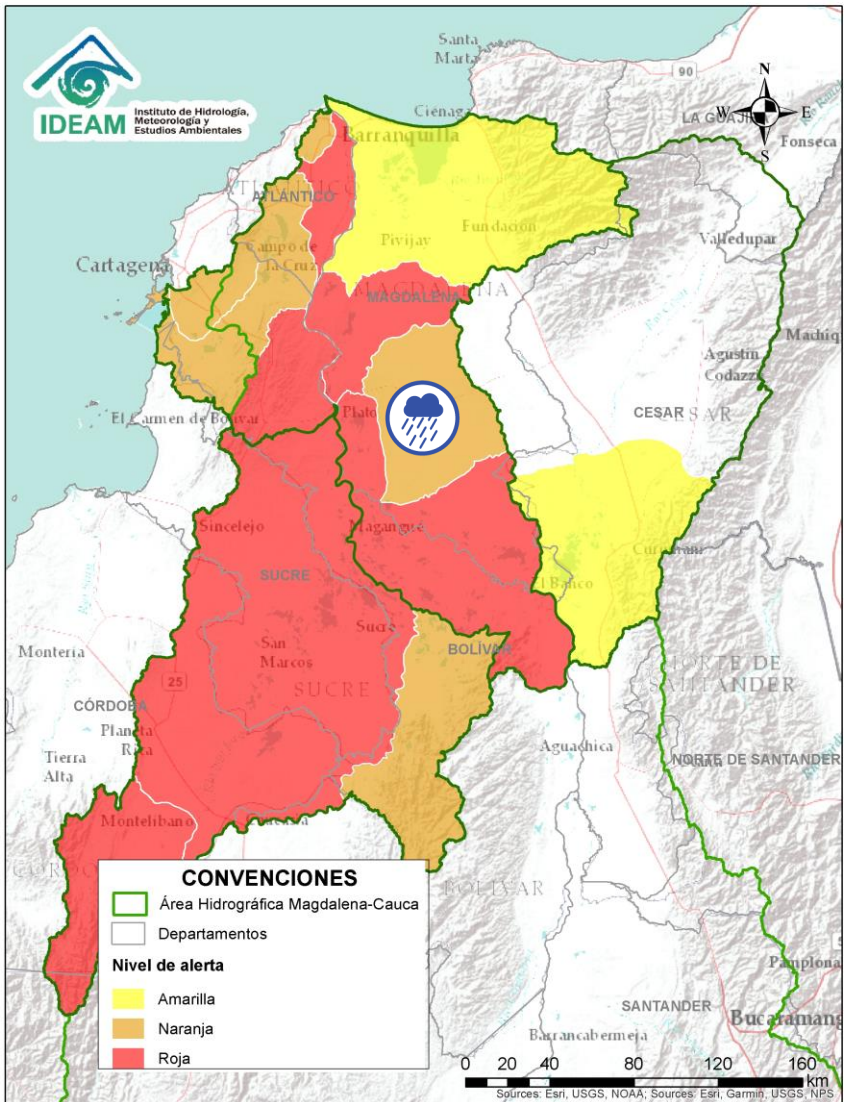 IDEAM
Instituto de Hidrología,
Meteorología y
Estudios Ambientales
Santa
Marta
90
N
W
E
S
Ciénaga
LA GUAJIRA
Barranquilla
Fonseca
ATLÁNTICO
Fundación
Pivijay
Valledupar
Campo de
la Cruz
Cartagena
MAGDALENA
MAGDALENA
Agustín
Codazzi
Plato
El Carmen de Bolívar
CESAR
CESAR
Sincelejo
Magangué
SUCRE
El Banco
Sucre
BOLÍVAR
Montería
San
Marcos
NORTE DE
SANTANDER
25
SUCRE
CÓRDOBA
Planeta
Rica
Aguachica
Tierra
Alta
NORTE DE SANTANDER
Montelíbano
BOLÍVAR
CONVENCIONES
Área Hidrográfica Magdalena-Cauca
Departamentos
Nivel de alerta
Amarilla
Naranja
Roja
Pamplona
SANTANDER
Bucaramang
Barrancabermeja
0 20 40 80 120 160
km
Sources: Esri, USGS, NOAA; Sources: Esri, Garmin, USGS, NPS